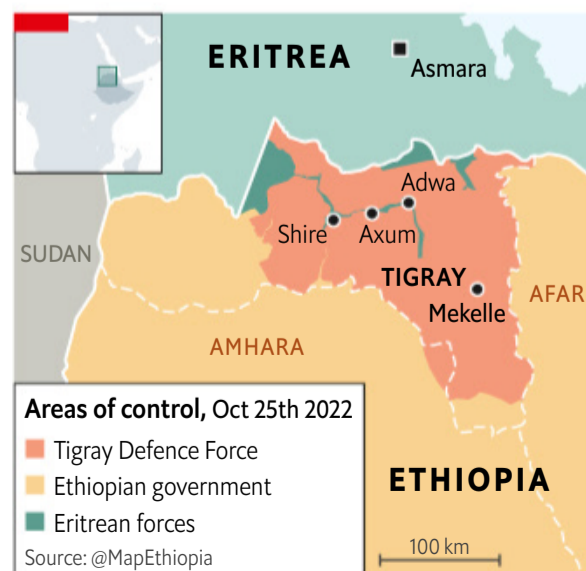 ERITREA
Asmara
Adwa
Shire
Axum
SUDAN
TIGRAY
Mekelle
AFAR
AMHARA
Areas of control, Oct 25th 2022
Tigray Defence Force
Ethiopian government
Eritrean forces
Source: @MapEthiopia
ETHIOPIA
100 km